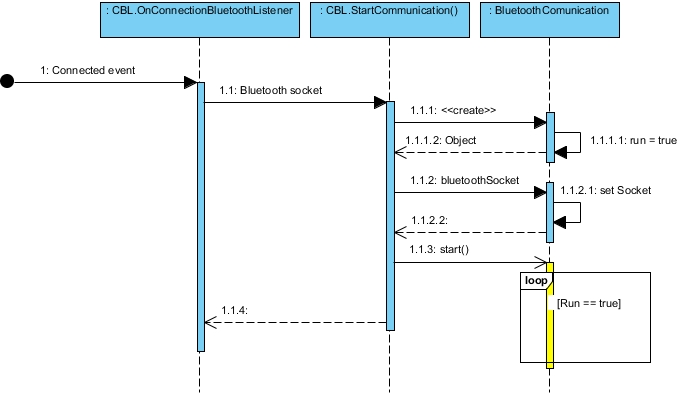 : CBL.OnConnectionBluetoothListener
: CBL.StartCommunication()
: BluetoothComunication
1: Connected event
1.1: Bluetooth socket
1.1.1: <<create>>
1.1.1.1: run = true
1.1.1.2: Object
1.1.2: bluetoothSocket
1.1.2.1: set Socket
1.1.2.2:
1.1.3: start()
loop
[Run == true]
1.1.4: